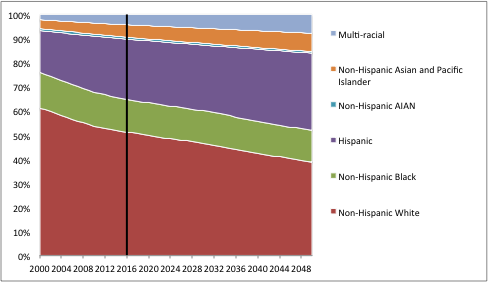 100%
90%
80%
70%
60%
50%
40%
30%
20%
10%
0%
2000 2004 2008 2012 2016 2020 2024 2028 2032 2036 2040 2044 2048
Multi-racial
Non-Hispanic Asian and Pacific
Islander
Non-Hispanic AIAN
Hispanic
Non-Hispanic Black
Non-Hispanic White